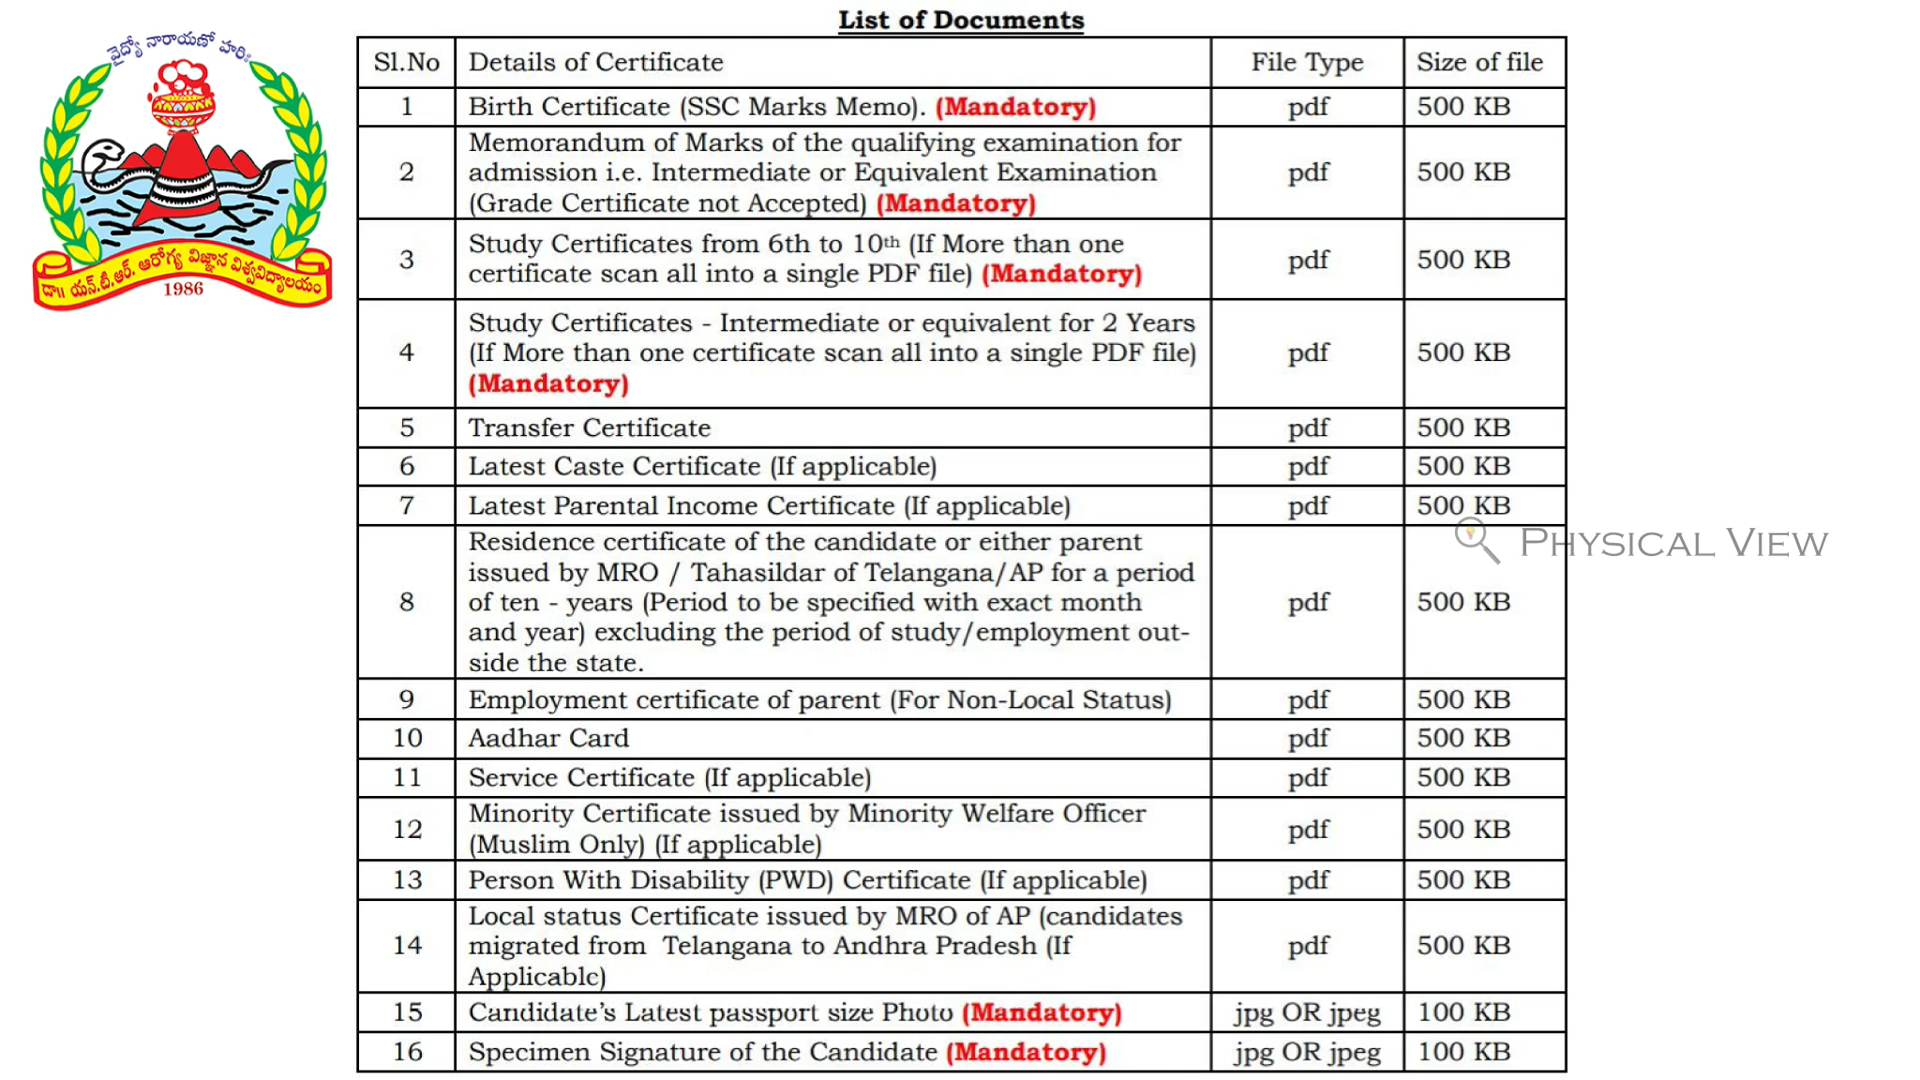 వైద్యో నారాయణో హరిః
డా॥ యన్.టి.ఆర్. ఆరోగ్య విజ్ఞాన విశ్వవిద్యాలయం
1986
List of Documents
Sl.No Details of Certificate File Type Size of file
1 Birth Certificate (SSC Marks Memo). (Mandatory) pdf 500 KB
Memorandum of Marks of the qualifying examination for
2 admission i.e. Intermediate or Equivalent Examination pdf 500 KB
(Grade Certificate not Accepted) (Mandatory)
3 Study Certificates from 6th to 10th (If More than one pdf 500 KB
certificate scan all into a single PDF file) (Mandatory)
Study Certificates - Intermediate or equivalent for 2 Years
4 (If More than one certificate scan all into a single PDF file) pdf 500 KB
(Mandatory)
5 Transfer Certificate pdf 500 KB
6 Latest Caste Certificate (If applicable) pdf 500 KB
7 Latest Parental Income Certificate (If applicable) pdf 500 KB
Residence certificate of the candidate or either parent
issued by MRO / Tahasildar of Telangana/AP for a period
8 of ten - years (Period to be specified with exact month pdf 500 KB
and year) excluding the period of study/employment out-
side the state.
9 Employment certificate of parent (For Non-Local Status) pdf 500 KB
10 Aadhar Card pdf 500 KB
11 Service Certificate (If applicable) pdf 500 KB
12 Minority Certificate issued by Minority Welfare Officer pdf 500 KB
(Muslim Only) (If applicable)
13 Person With Disability (PWD) Certificate (If applicable) pdf 500 KB
Local status Certificate issued by MRO of AP (candidates
14 migrated from Telangana to Andhra Pradesh (If pdf 500 KB
Applicable)
15 Candidate's Latest passport size Photo (Mandatory) jpg OR jpeg 100 KB
16 Specimen Signature of the Candidate (Mandatory) jpg OR jpeg 100 KB
Physical View